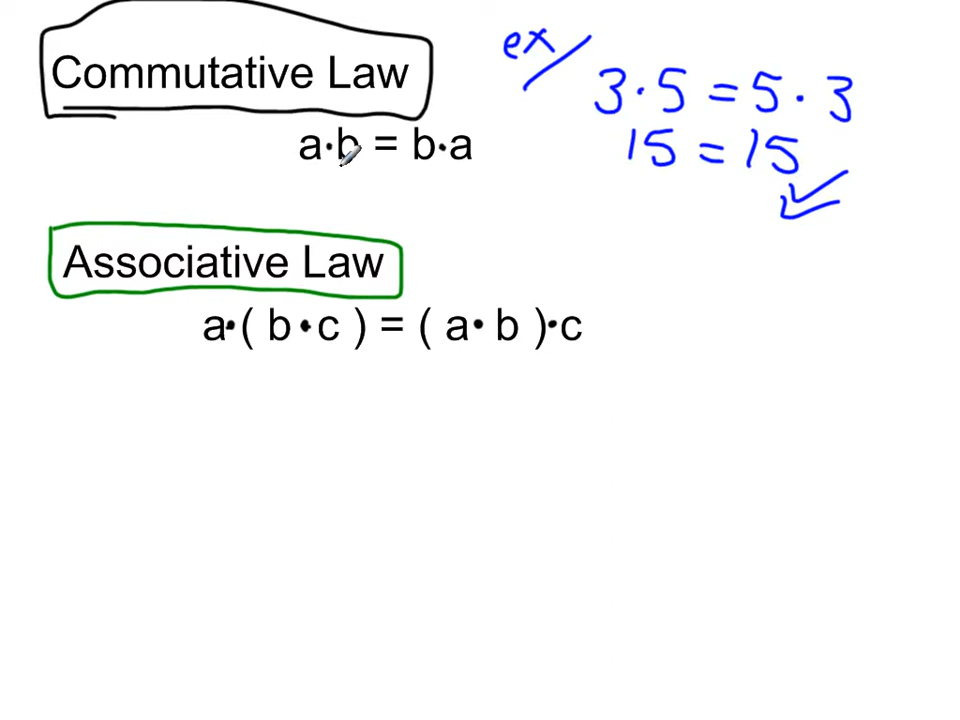 Commutative Law
a·b = b·a
ex/
3·5 = 5·3
15 = 15
Associative Law
a·( b·c ) = ( a· b )·c